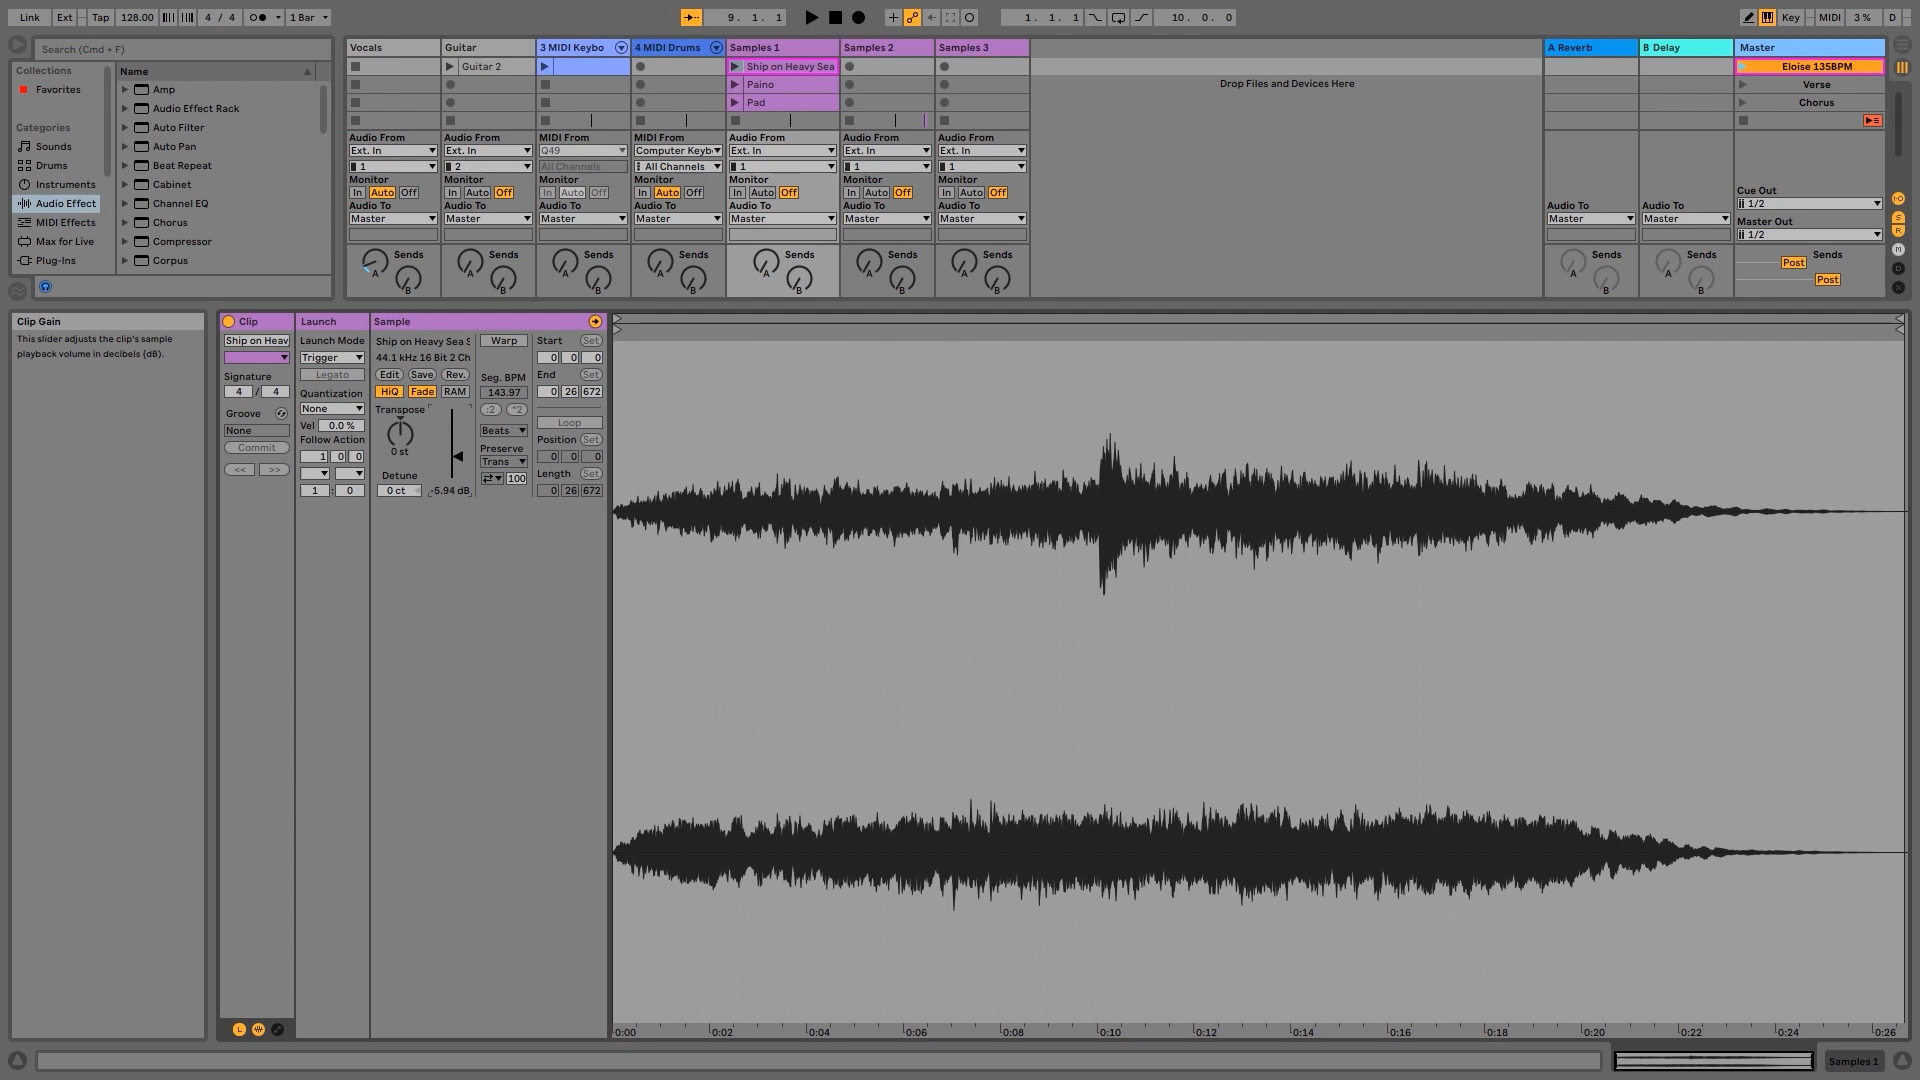 Link Ext Tap 128.00 4 / 4 1 Bar 9. 1. 1 1. 1. 1 10. 0. 0 Key MIDI 3 % D
Search (Cmd + F)
Collections
Favorites
Categories
Sounds
Drums
Instruments
Audio Effect
MIDI Effects
Max for Live
Plug-Ins
Name
Amp
Audio Effect Rack
Auto Filter
Auto Pan
Beat Repeat
Cabinet
Channel EQ
Chorus
Compressor
Corpus
Vocals Guitar 3 MIDI Keybo 4 MIDI Drums Samples 1 Samples 2 Samples 3 A Reverb B Delay Master
Guitar 2 Ship on Heavy Sea Eloise 135BPM
Paino Drop Files and Devices Here Verse
Pad Chorus
Audio From Audio From MIDI From MIDI From Audio From Audio From Audio From
Ext. In Ext. In Q49 Computer Keyb Ext. In Ext. In Ext. In
1 2 All Channels All Channels 1 1 1
Monitor Monitor Monitor Monitor Monitor Monitor Monitor Cue Out
In Auto Off In Auto Off In Auto Off In Auto Off In Auto Off In Auto Off In Auto Off 1/2
Audio To Audio To Audio To Audio To Audio To Audio To Audio To Audio To Audio To Master Out
Master Master Master Master Master Master Master Master Master 1/2
Sends Sends Sends Sends Sends Sends Sends Sends Sends Sends
A A A A A A A A A Post
B B B B B B B B B Post
Clip Gain
This slider adjusts the clip's sample
playback volume in decibels {dB}.
Clip
Ship on Heav
Signature
4 / 4
Groove
None
Commit
<< >>
Launch
Launch Mode
Trigger
Legato
Quantization
None
Vel 0.0 %
Follow Action
1 0 0
1 : 0
Sample
Ship on Heavy Sea S
44.1 kHz 16 Bit 2 Ch
Edit Save Rev.
HiQ Fade RAM
Transpose
0 st
Detune
0 ct -5.94 dB
Warp
Seg. BPM
143.97
:2 *2
Beats
Preserve
Trans
100
Start Set
0 0 0
End Set
0 26 672
Loop
Position Set
0 0 0
Length Set
0 26 672
L
0:00 0:02 0:04 0:06 0:08 0:10 0:12 0:14 0:16 0:18 0:20 0:22 0:24 0:26
Samples 1